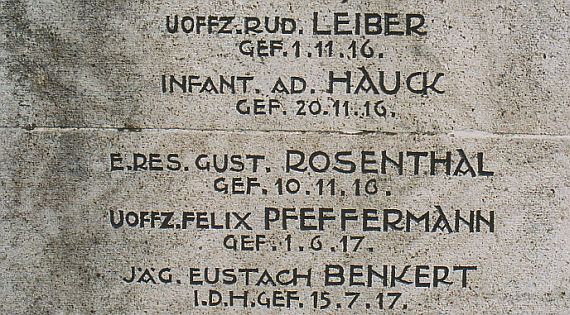 UOFFZ. RUD. LEIBER
GEF. 1.11.16.
INFANT. AD. HAUCK
GEF. 20.11.16.
E.RES. GUST. ROSENTHAL
GEF. 10.11.18.
UOFFZ. FELIX PFEFFERMANN
GEF. 1.6.17.
JÄG. EUSTACH BENKERT
I.D.H. GEF. 15.7.17.